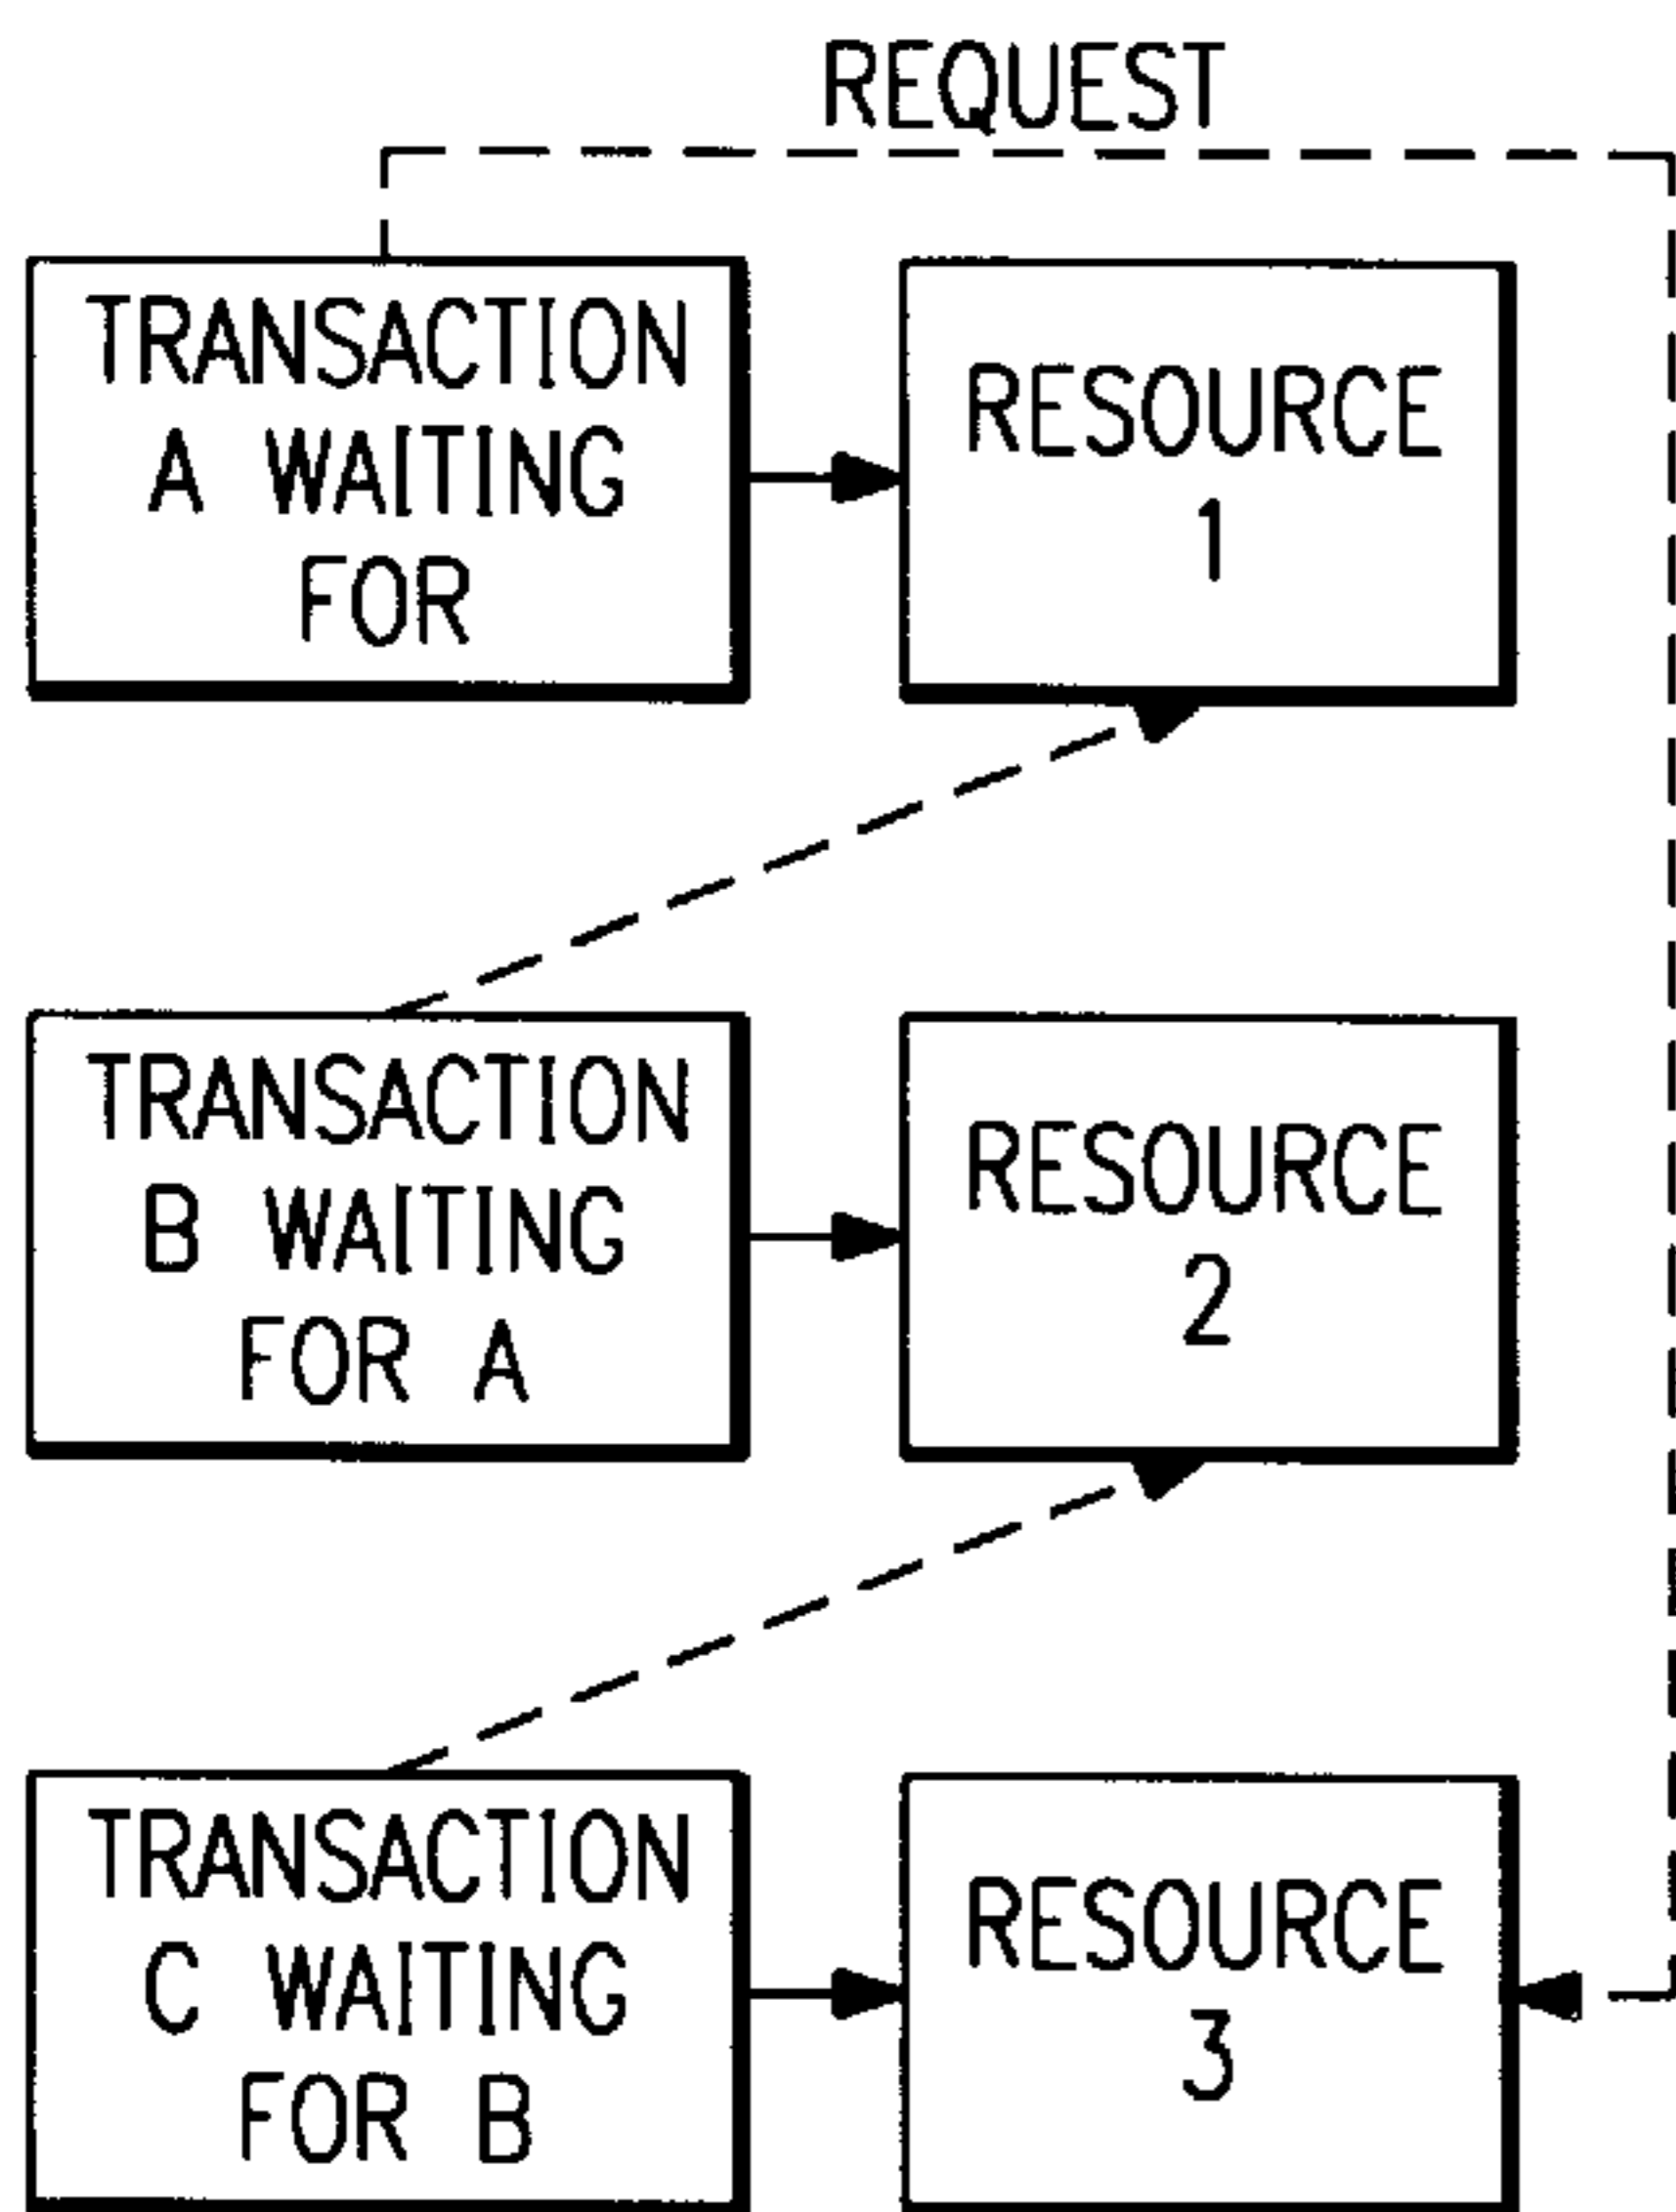 REQUEST
TRANSACTION
A WAITING
FOR
RESOURCE
1
TRANSACTION
B WAITING
FOR A
RESOURCE
2
TRANSACTION
C WAITING
FOR B
RESOURCE
3